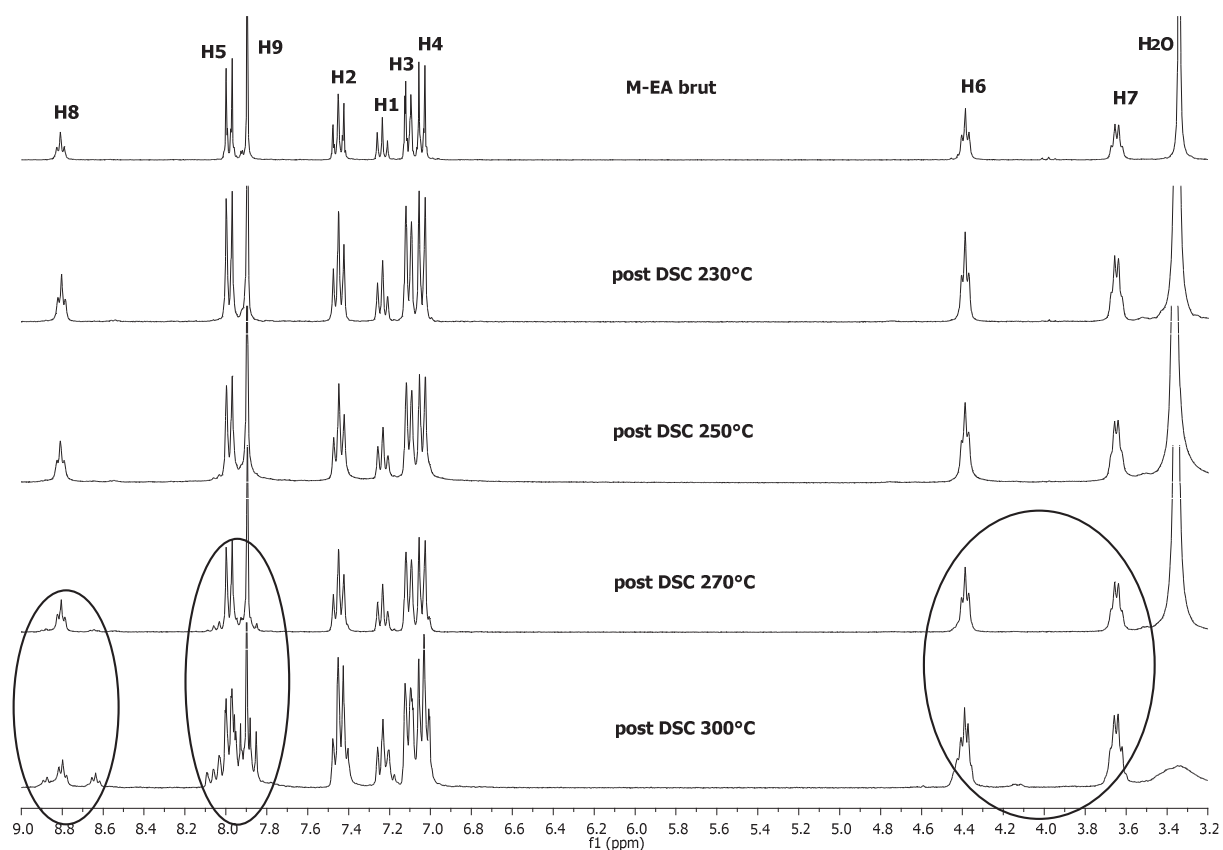 H8
H5
H9
H2
H1
H3
H4
M-EA brut
H6
H7
H2O
post DSC 230°C
post DSC 250°C
post DSC 270°C
post DSC 300°C
9.0 8.8 8.6 8.4 8.2 8.0 7.8 7.6 7.4 7.2 7.0 6.8 6.6 6.4 6.2 6.0 5.8 5.6 5.4 5.2 5.0 4.8 4.6 4.4 4.2 4.0 3.8 3.6 3.4 3.2
f1 (ppm)